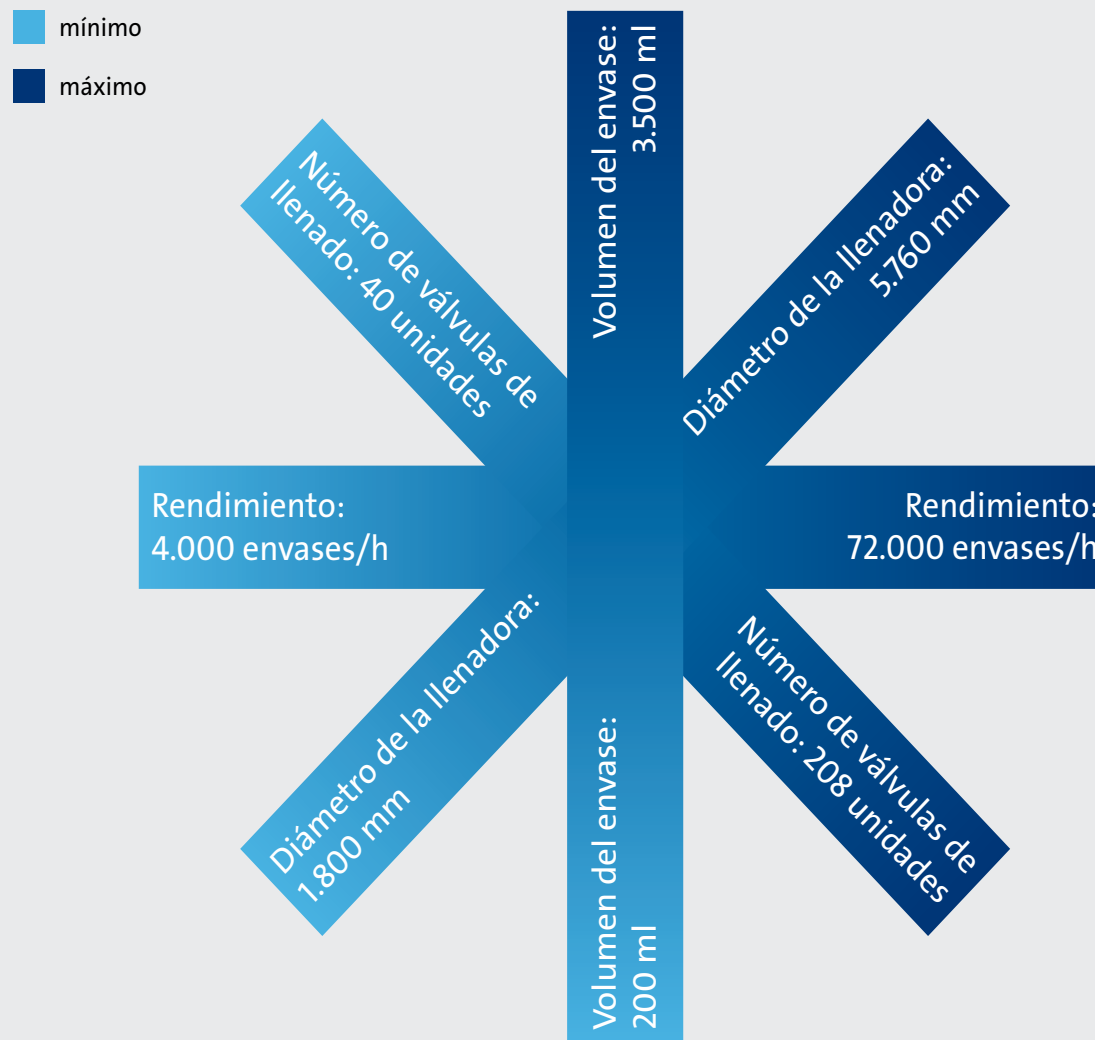 mínimo
máximo
Volumen del envase:
3.500 ml
Número de válvulas de
llenado: 40 unidades
Diámetro de la llenadora:
5.760 mm
Rendimiento:
4.000 envases/h
Rendimiento:
72.000 envases/h
Diámetro de la llenadora:
1.800 mm
Volumen del envase:
200 ml
Número de válvulas de
llenado: 208 unidades